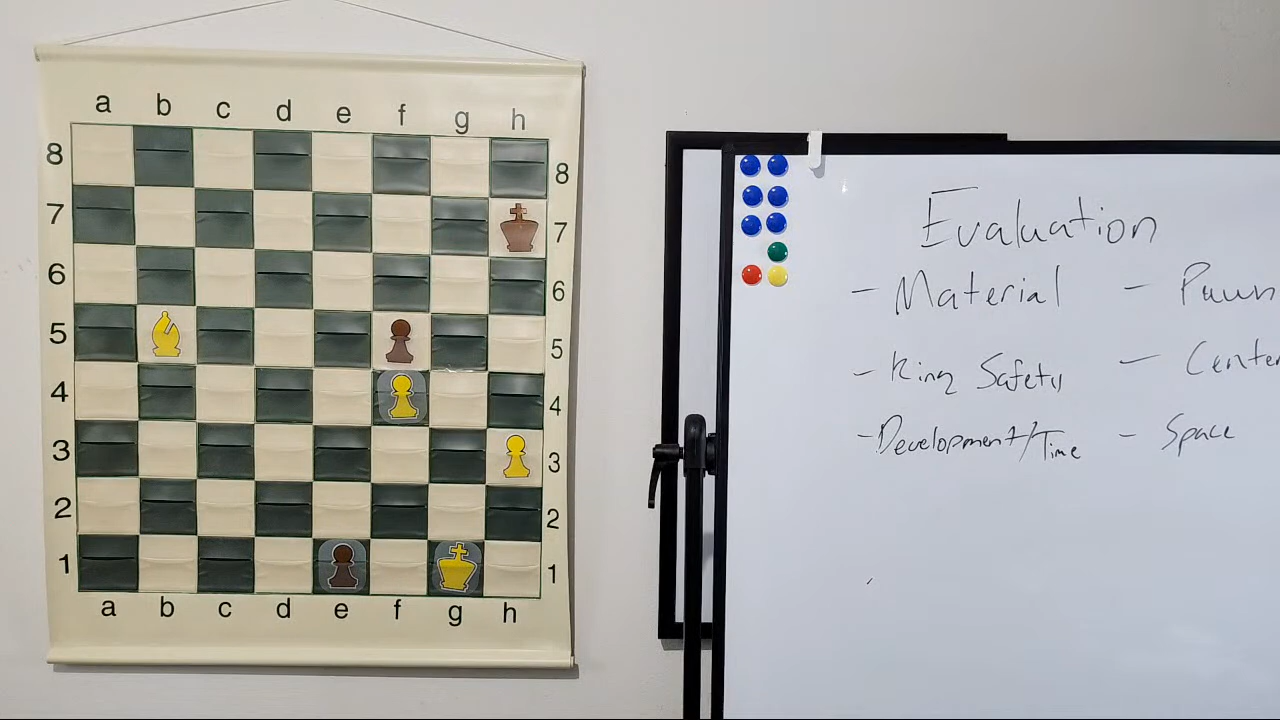 a b c d e f g h
8 8
7 7
6 6
5 5
4 4
3 3
2 2
1 1
a b c d e f g h
Evaluation
- Material - Pawn
- King Safety - Center
- Development/Time - Space